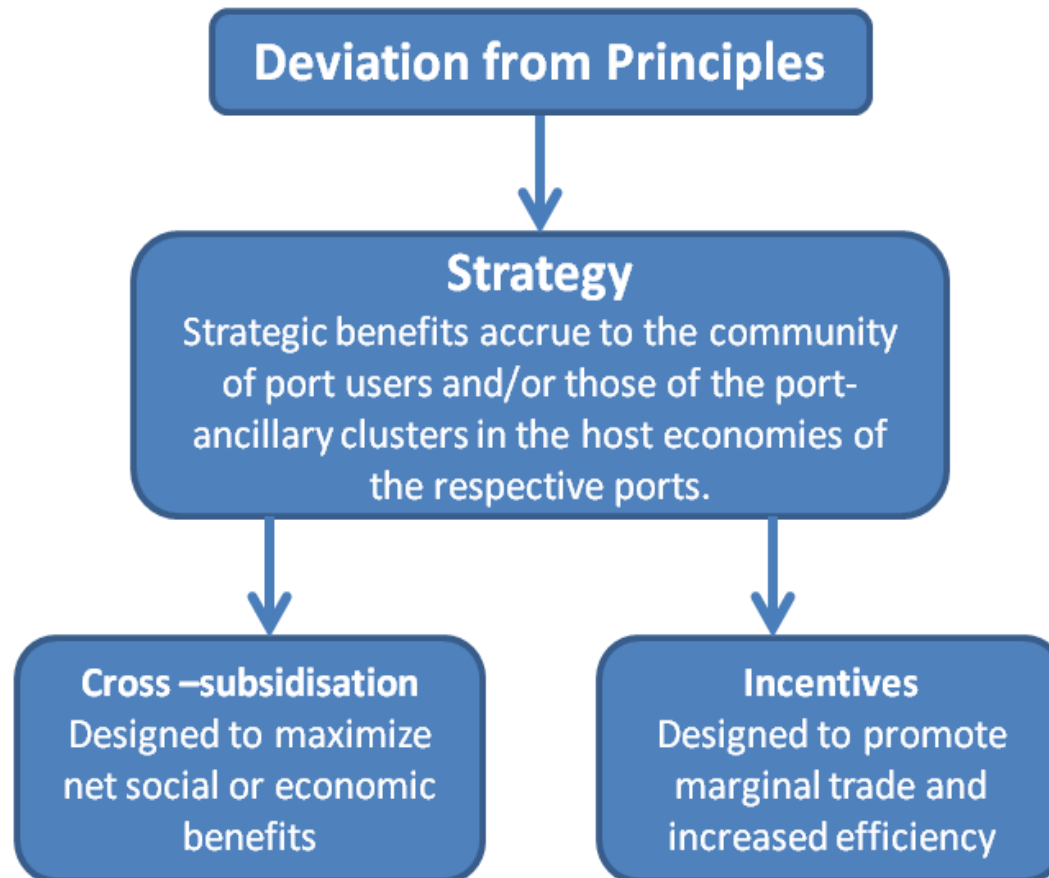 Deviation from Principles
Strategy
Strategic benefits accrue to the community
of port users and/or those of the port-
ancillary clusters in the host economies of
the respective ports.
Cross –subsidisation
Designed to maximize
net social or economic
benefits
Incentives
Designed to promote
marginal trade and
increased efficiency